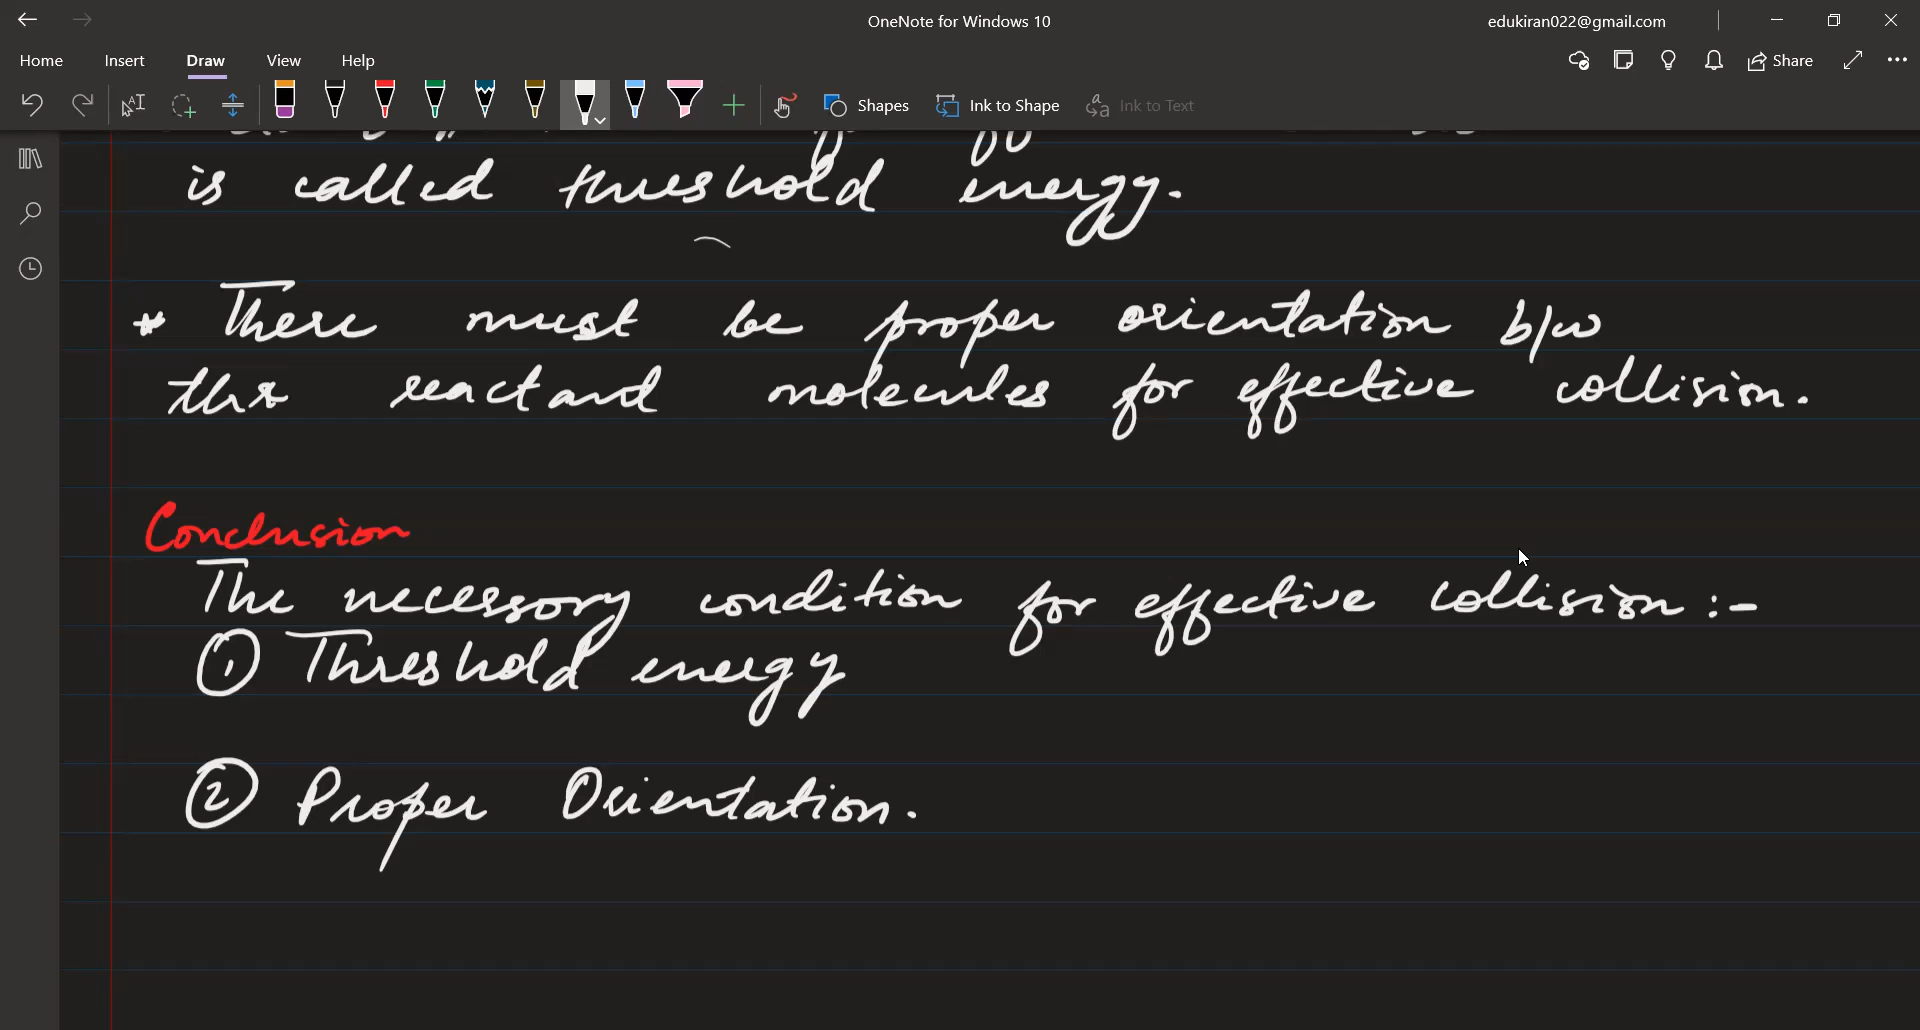 OneNote for Windows 10
edukiran022@gmail.com
Home Insert Draw View Help
Share
Shapes Ink to Shape Ink to Text
is called threshold energy.
* There must be proper orientation b/w
the reactand molecules for effective collision.
Conclusion
The necessory condition for effective collision :-
① Threshold energy
② Proper Orientation.